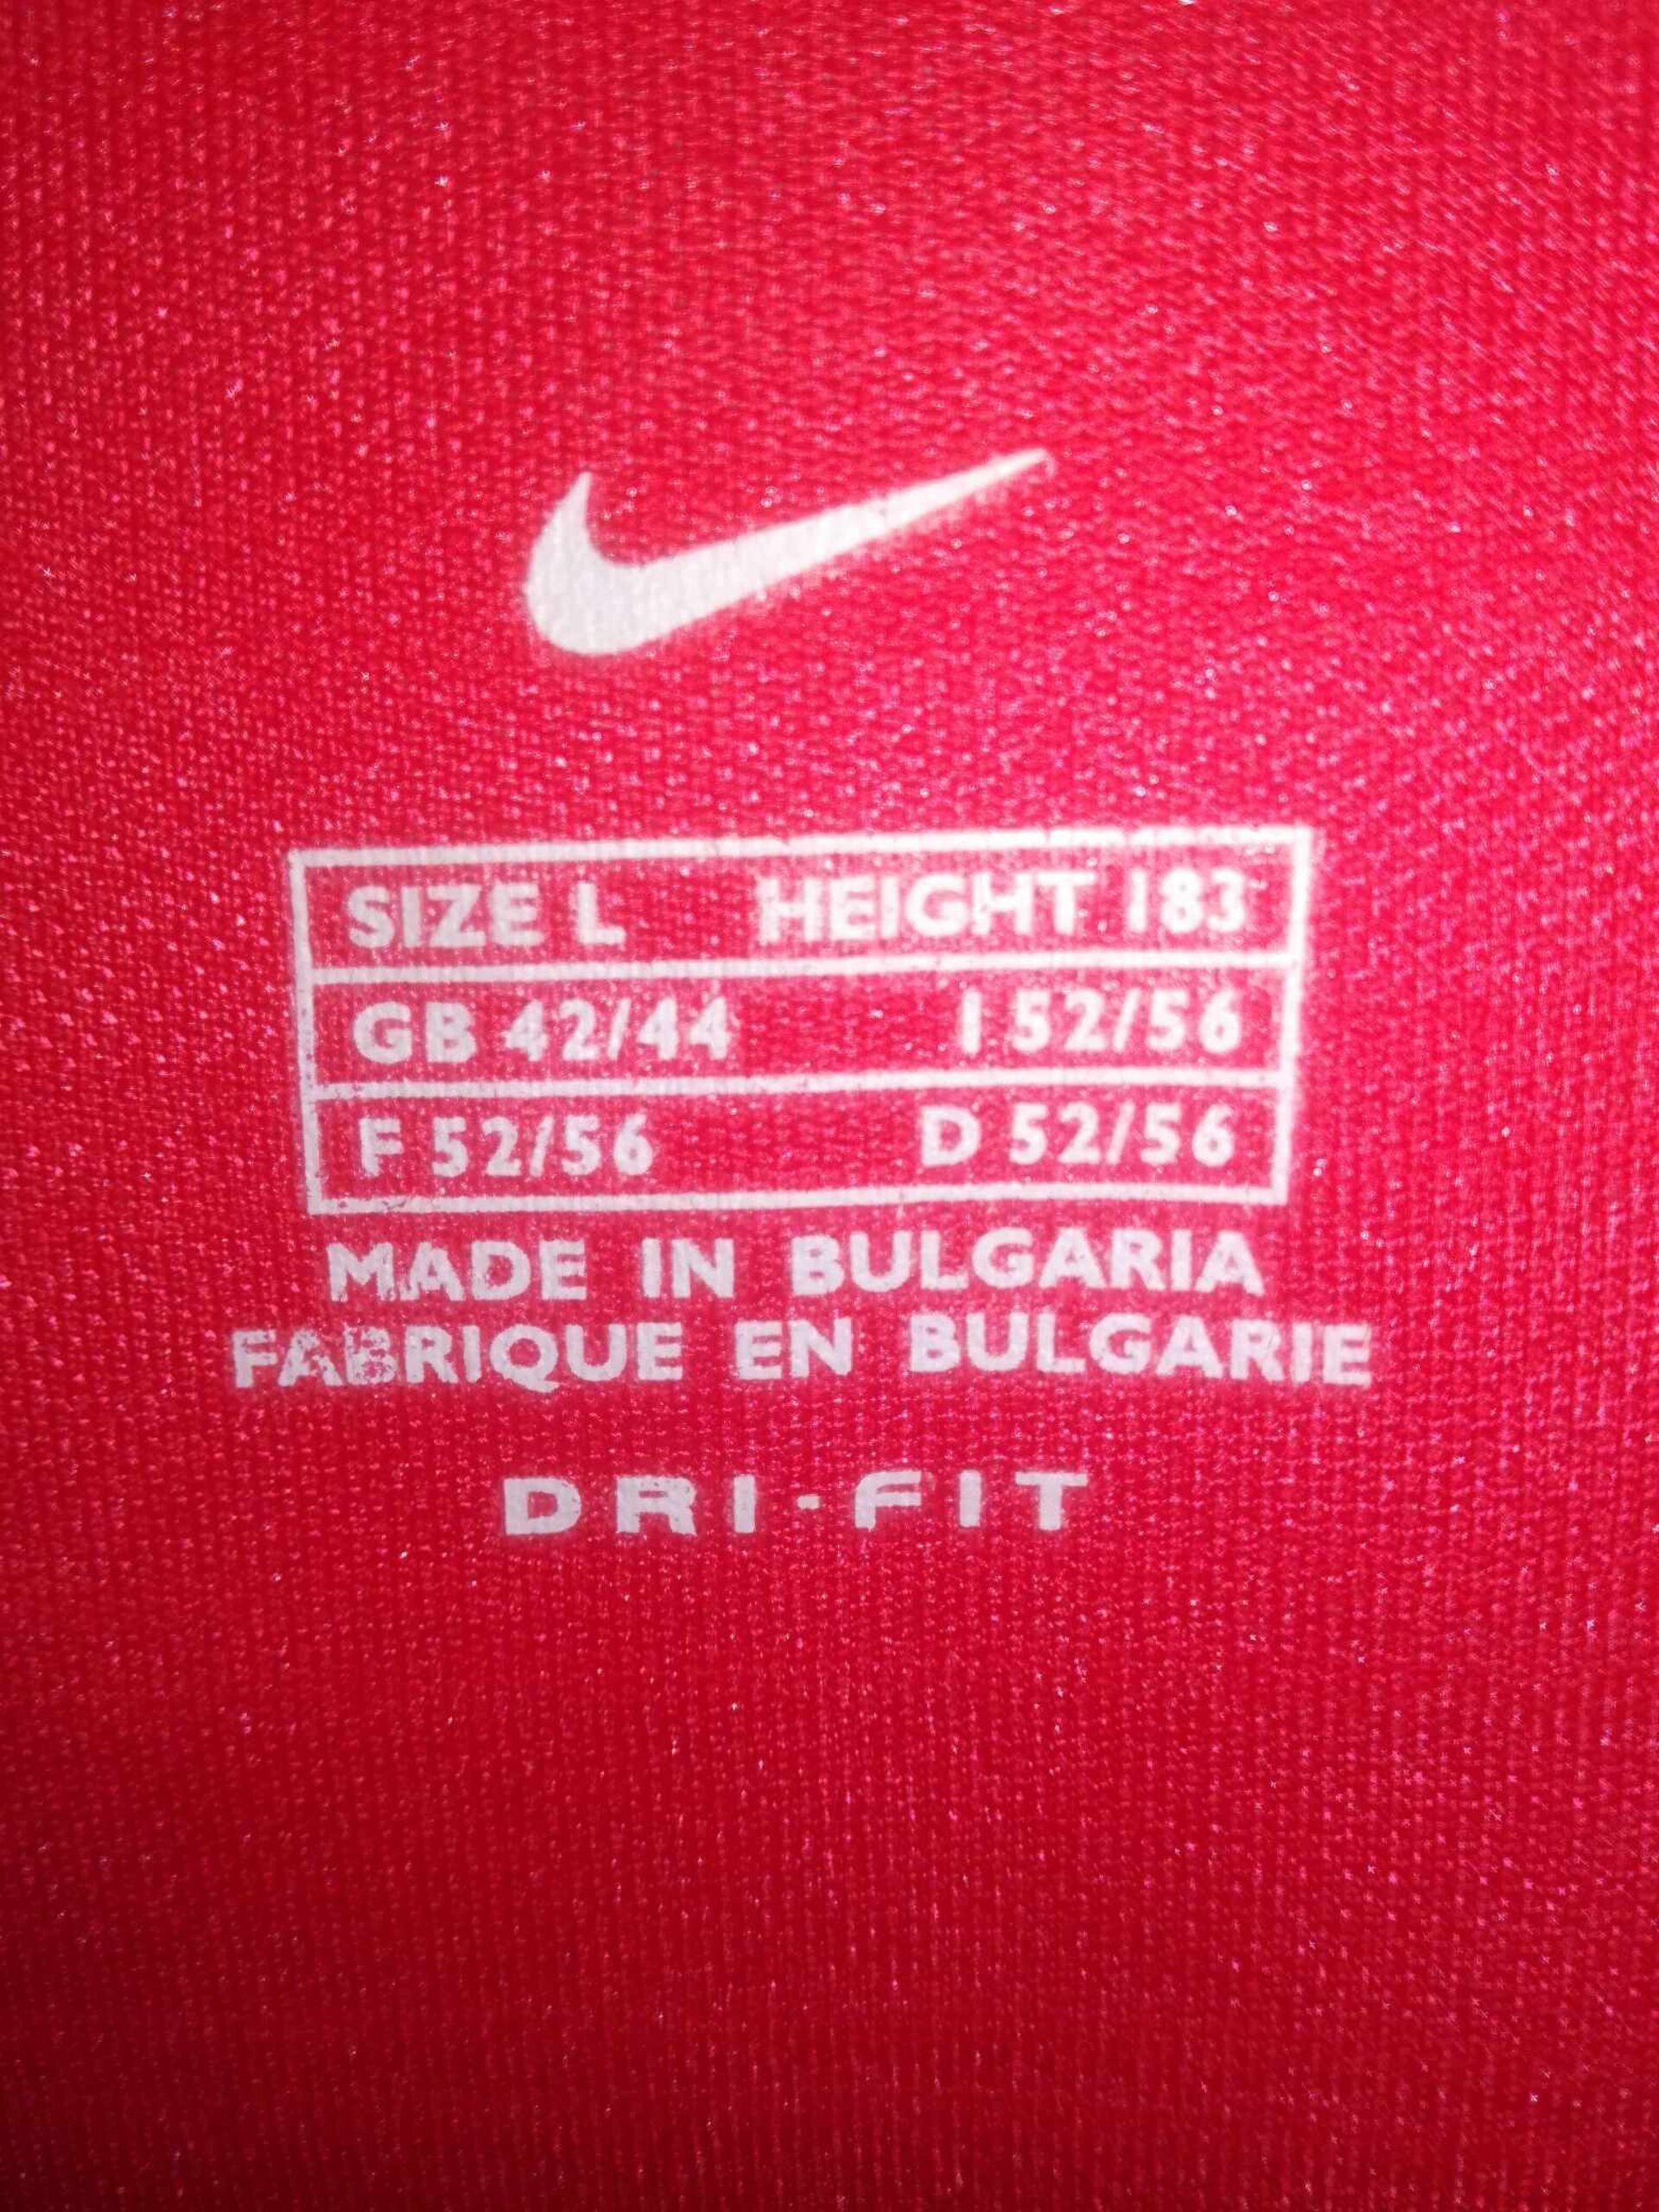 SIZE L HEIGHT 183
GB 42/44 I 52/56
F 52/56 D 52/56
MADE IN BULGARIA
FABRIQUE EN BULGARIE
DRI-FIT